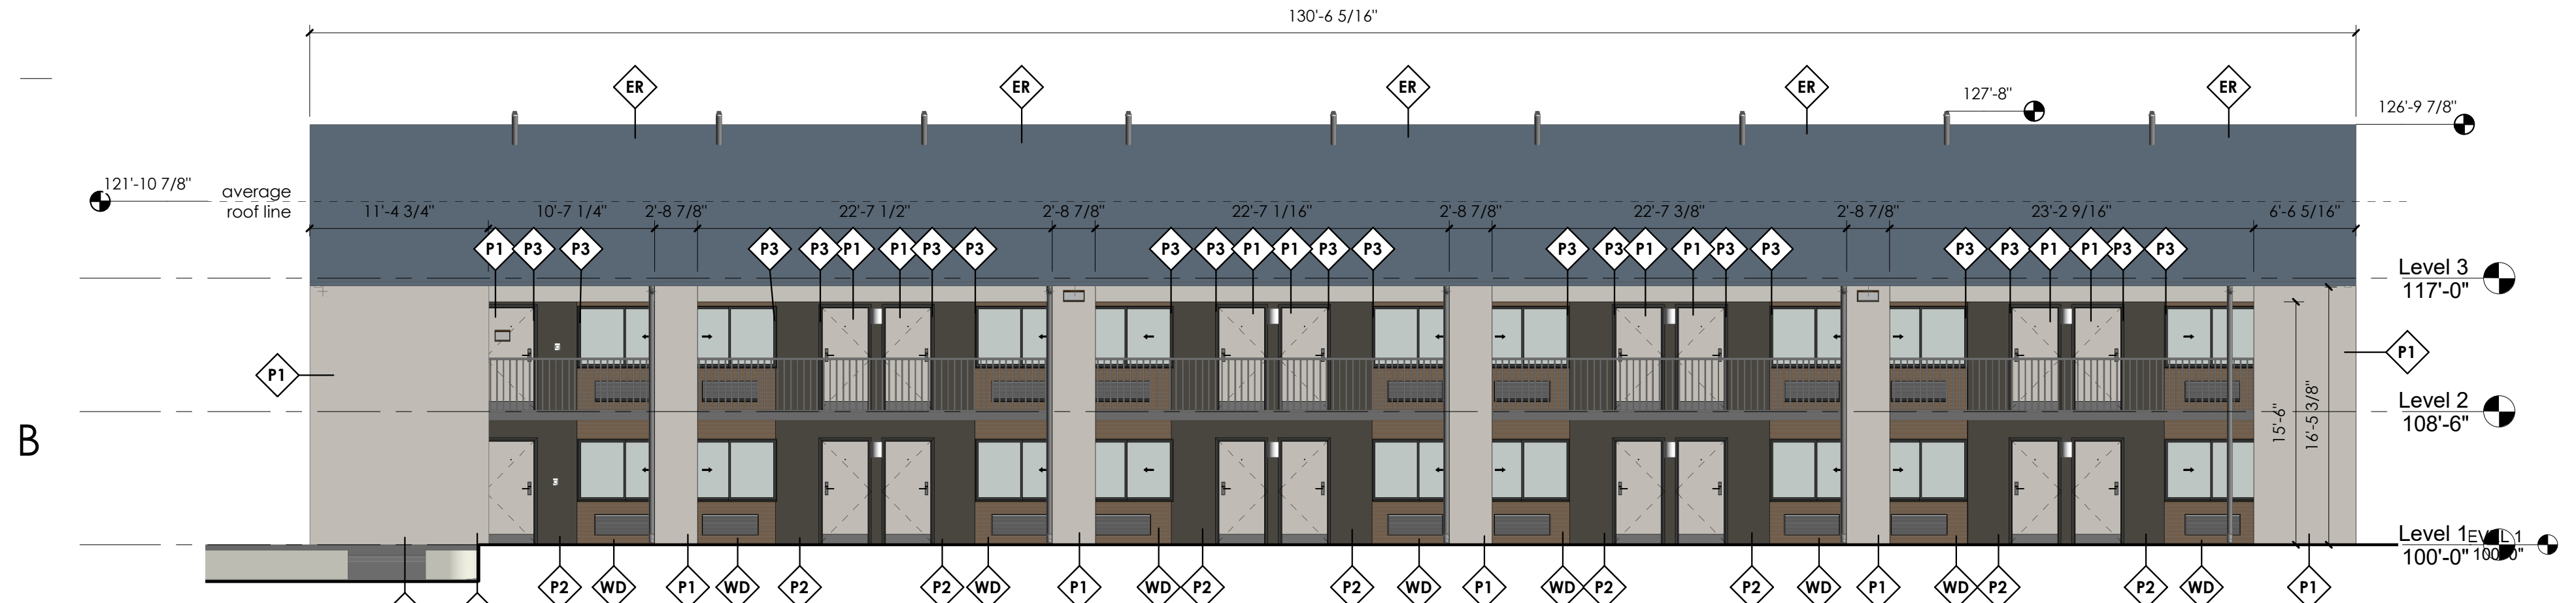 130'-6 5/16"
ER ER ER ER ER
127'-8"
126'-9 7/8"
121'-10 7/8"
average
roof line
11'-4 3/4" 10'-7 1/4" 2'-8 7/8" 22'-7 1/2" 2'-8 7/8" 22'-7 1/16" 2'-8 7/8" 22'-7 3/8" 2'-8 7/8" 23'-2 9/16" 6'-6 5/16"
P1 P3 P3 P3 P3 P1 P1 P3 P3 P3 P3 P1 P1 P3 P3 P3 P3 P1 P1 P3 P3 P3 P3 P1 P1 P3 P3
Level 3
117'-0"
P1
P1
15'-6"
16'-5 3/8"
Level 2
108'-6"
B
Level 1
100'-0"
P2 WD P1 WD P2 P2 WD P1 WD P2 P2 WD P1 WD P2 P2 WD P1 WD P2 P2 WD P1